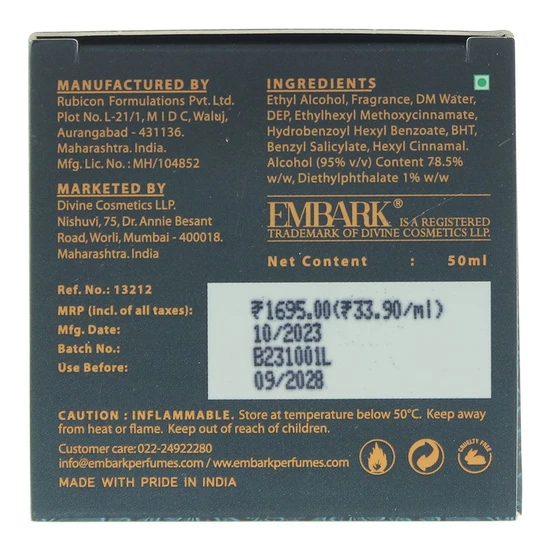 MANUFACTURED BY
Rubicon Formulations Pvt. Ltd.
Plot No. L-21/1, M I D C, Waluj,
Aurangabad - 431136.
Maharashtra. India.
Mfg. Lic. No.: MH/104852
MARKETED BY
Divine Cosmetics LLP.
Nishuvi, 75, Dr. Annie Besant
Road, Worli, Mumbai - 400018.
Maharashtra. India
INGREDIENTS
Ethyl Alcohol, Fragrance, DM Water,
DEP, Ethylhexyl Methoxycinnamate,
Hydrobenzoyl Hexyl Benzoate, BHT,
Benzyl Salicylate, Hexyl Cinnamal.
Alcohol (95% v/v) Content 78.5%
w/w, Diethylphthalate 1% w/w
EMBARK® IS A REGISTERED
TRADEMARK OF DIVINE COSMETICS LLP.
Net Content : 50ml
Ref. No.: 13212
MRP (incl. of all taxes): ₹1695.00(₹33.90/ml)
Mfg. Date: 10/2023
Batch No.: B231001L
Use Before: 09/2028
CAUTION : INFLAMMABLE. Store at temperature below 50°C. Keep away
from heat or flame. Keep out of reach of children.
Customer care: 022-24922280
info@embarkperfumes.com / www.embarkperfumes.com
MADE WITH PRIDE IN INDIA
CRUELTY FREE